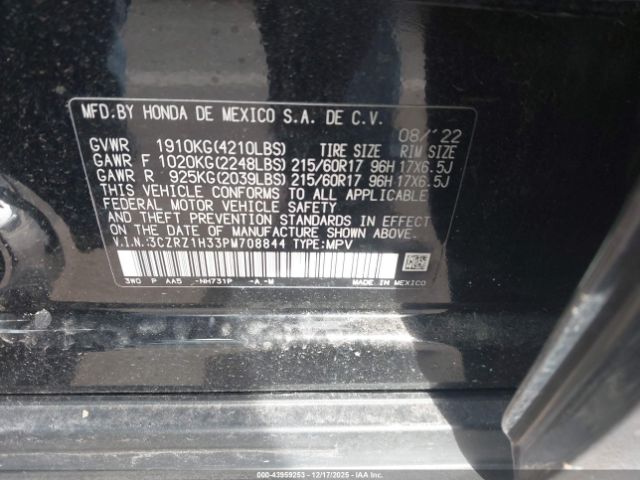 MFD.BY HONDA DE MEXICO S.A. DE C.V.
08/'22
GVWR 1910KG(4210LBS) TIRE SIZE RIM SIZE
GAWR F 1020KG(2248LBS) 215/60R17 96H 17X6.5J
GAWR R 925KG(2039LBS) 215/60R17 96H 17X6.5J
THIS VEHICLE CONFORMS TO ALL APPLICABLE
FEDERAL MOTOR VEHICLE SAFETY
AND THEFT PREVENTION STANDARDS IN EFFECT
ON THE DATE OF MANUFACTURE SHOWN ABOVE.
V.I.N.:3CZRZ1H33PM708844 TYPE:MPV
3W0 P AA5 -NH731P -A -M MADE IN MEXICO
000-43959253 - 12/17/2025 - IAAI.COM